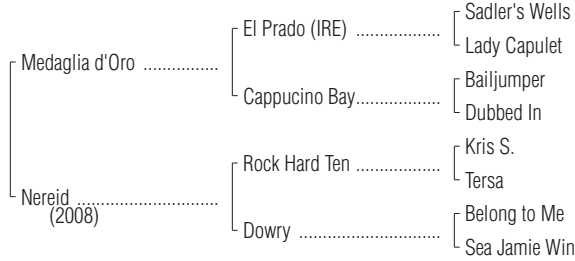 Sadler's Wells
El Prado (IRE) ..................
Lady Capulet
Medaglia d'Oro ................
Bailjumper
Cappucino Bay..................
Dubbed In
Kris S.
Rock Hard Ten ..................
Tersa
Nereid ..............................
(2008)
Belong to Me
Dowry ..............................
Sea Jamie Win